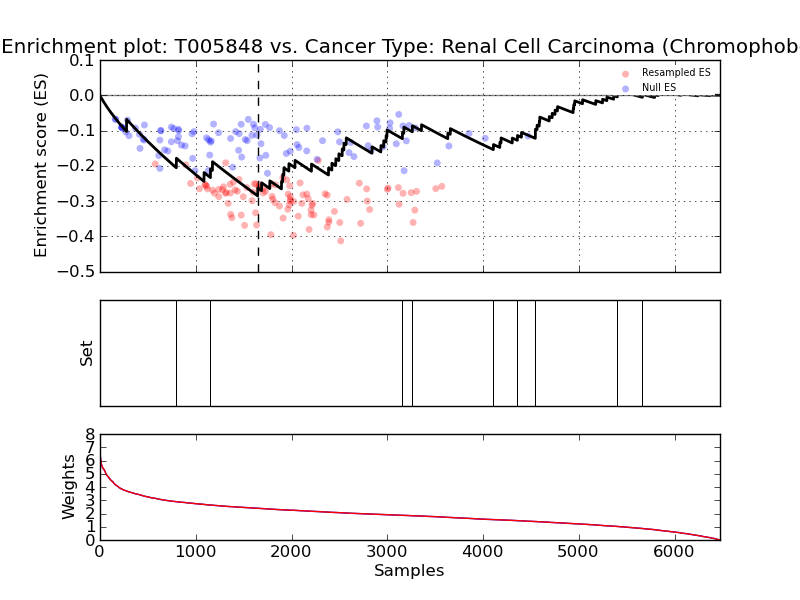 Enrichment plot: T005848 vs. Cancer Type: Renal Cell Carcinoma (Chromophob
0.1
0.0
−0.1
−0.2
−0.3
−0.4
−0.5
Enrichment score (ES)
Resampled ES
Null ES
Set
8
7
6
5
4
3
2
1
0
Weights
0 1000 2000 3000 4000 5000 6000
Samples